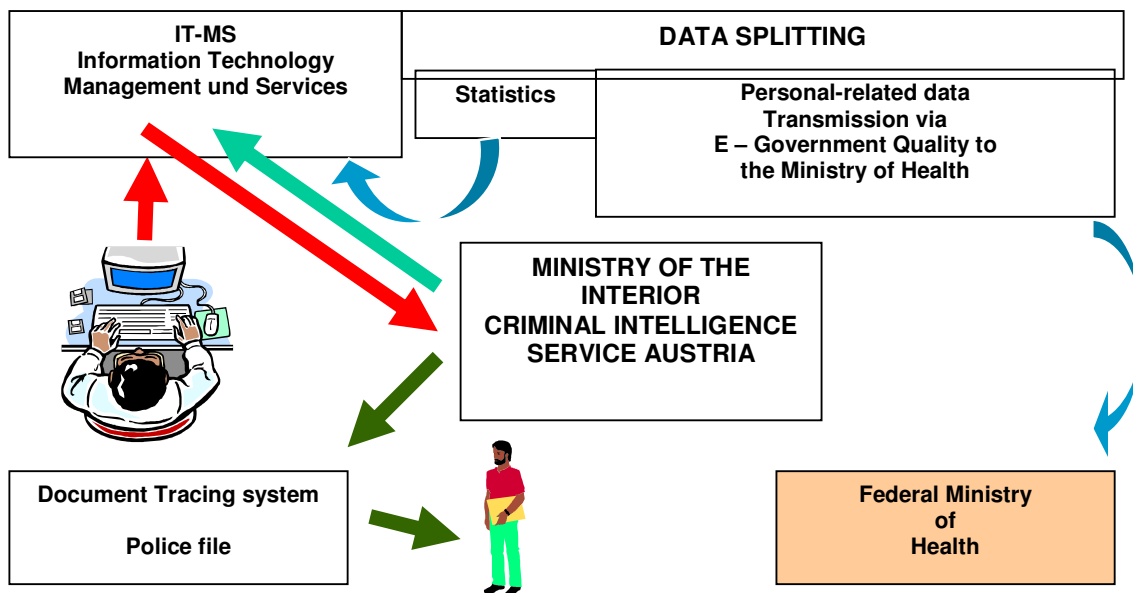 IT-MS
Information Technology
Management und Services
DATA SPLITTING
Statistics
Personal-related data
Transmission via
E – Government Quality to
the Ministry of Health
MINISTRY OF THE
INTERIOR
CRIMINAL INTELLIGENCE
SERVICE AUSTRIA
Document Tracing system
Police file
Federal Ministry
of
Health